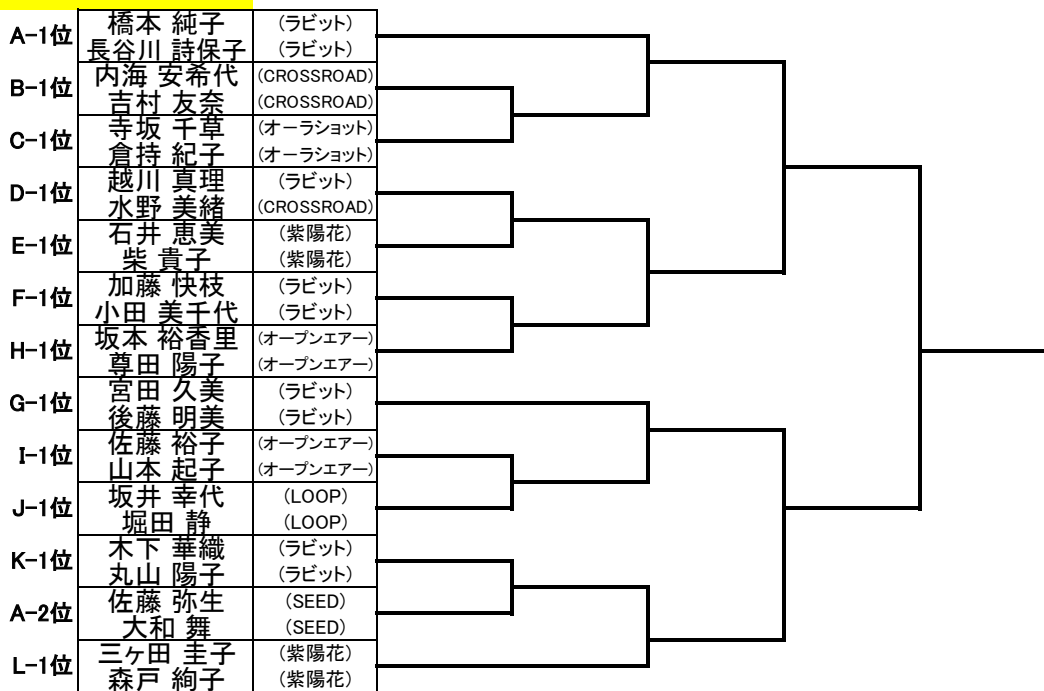 A-1位
橋本 純子 (ラビット)
長谷川 詩保子 (ラビット)
B-1位
内海 安希代 (CROSSROAD)
吉村 友奈 (CROSSROAD)
C-1位
寺坂 千草 (オーラショット)
倉持 紀子 (オーラショット)
D-1位
越川 真理 (ラビット)
水野 美緒 (CROSSROAD)
E-1位
石井 恵美 (紫陽花)
柴 貴子 (紫陽花)
F-1位
加藤 快枝 (ラビット)
小田 美千代 (ラビット)
H-1位
坂本 裕香里 (オープンエアー)
尊田 陽子 (オープンエアー)
G-1位
宮田 久美 (ラビット)
後藤 明美 (ラビット)
I-1位
佐藤 裕子 (オープンエアー)
山本 起子 (オープンエアー)
J-1位
坂井 幸代 (LOOP)
堀田 静 (LOOP)
K-1位
木下 華織 (ラビット)
丸山 陽子 (ラビット)
A-2位
佐藤 弥生 (SEED)
大和 舞 (SEED)
L-1位
三ヶ田 圭子 (紫陽花)
森戸 絢子 (紫陽花)